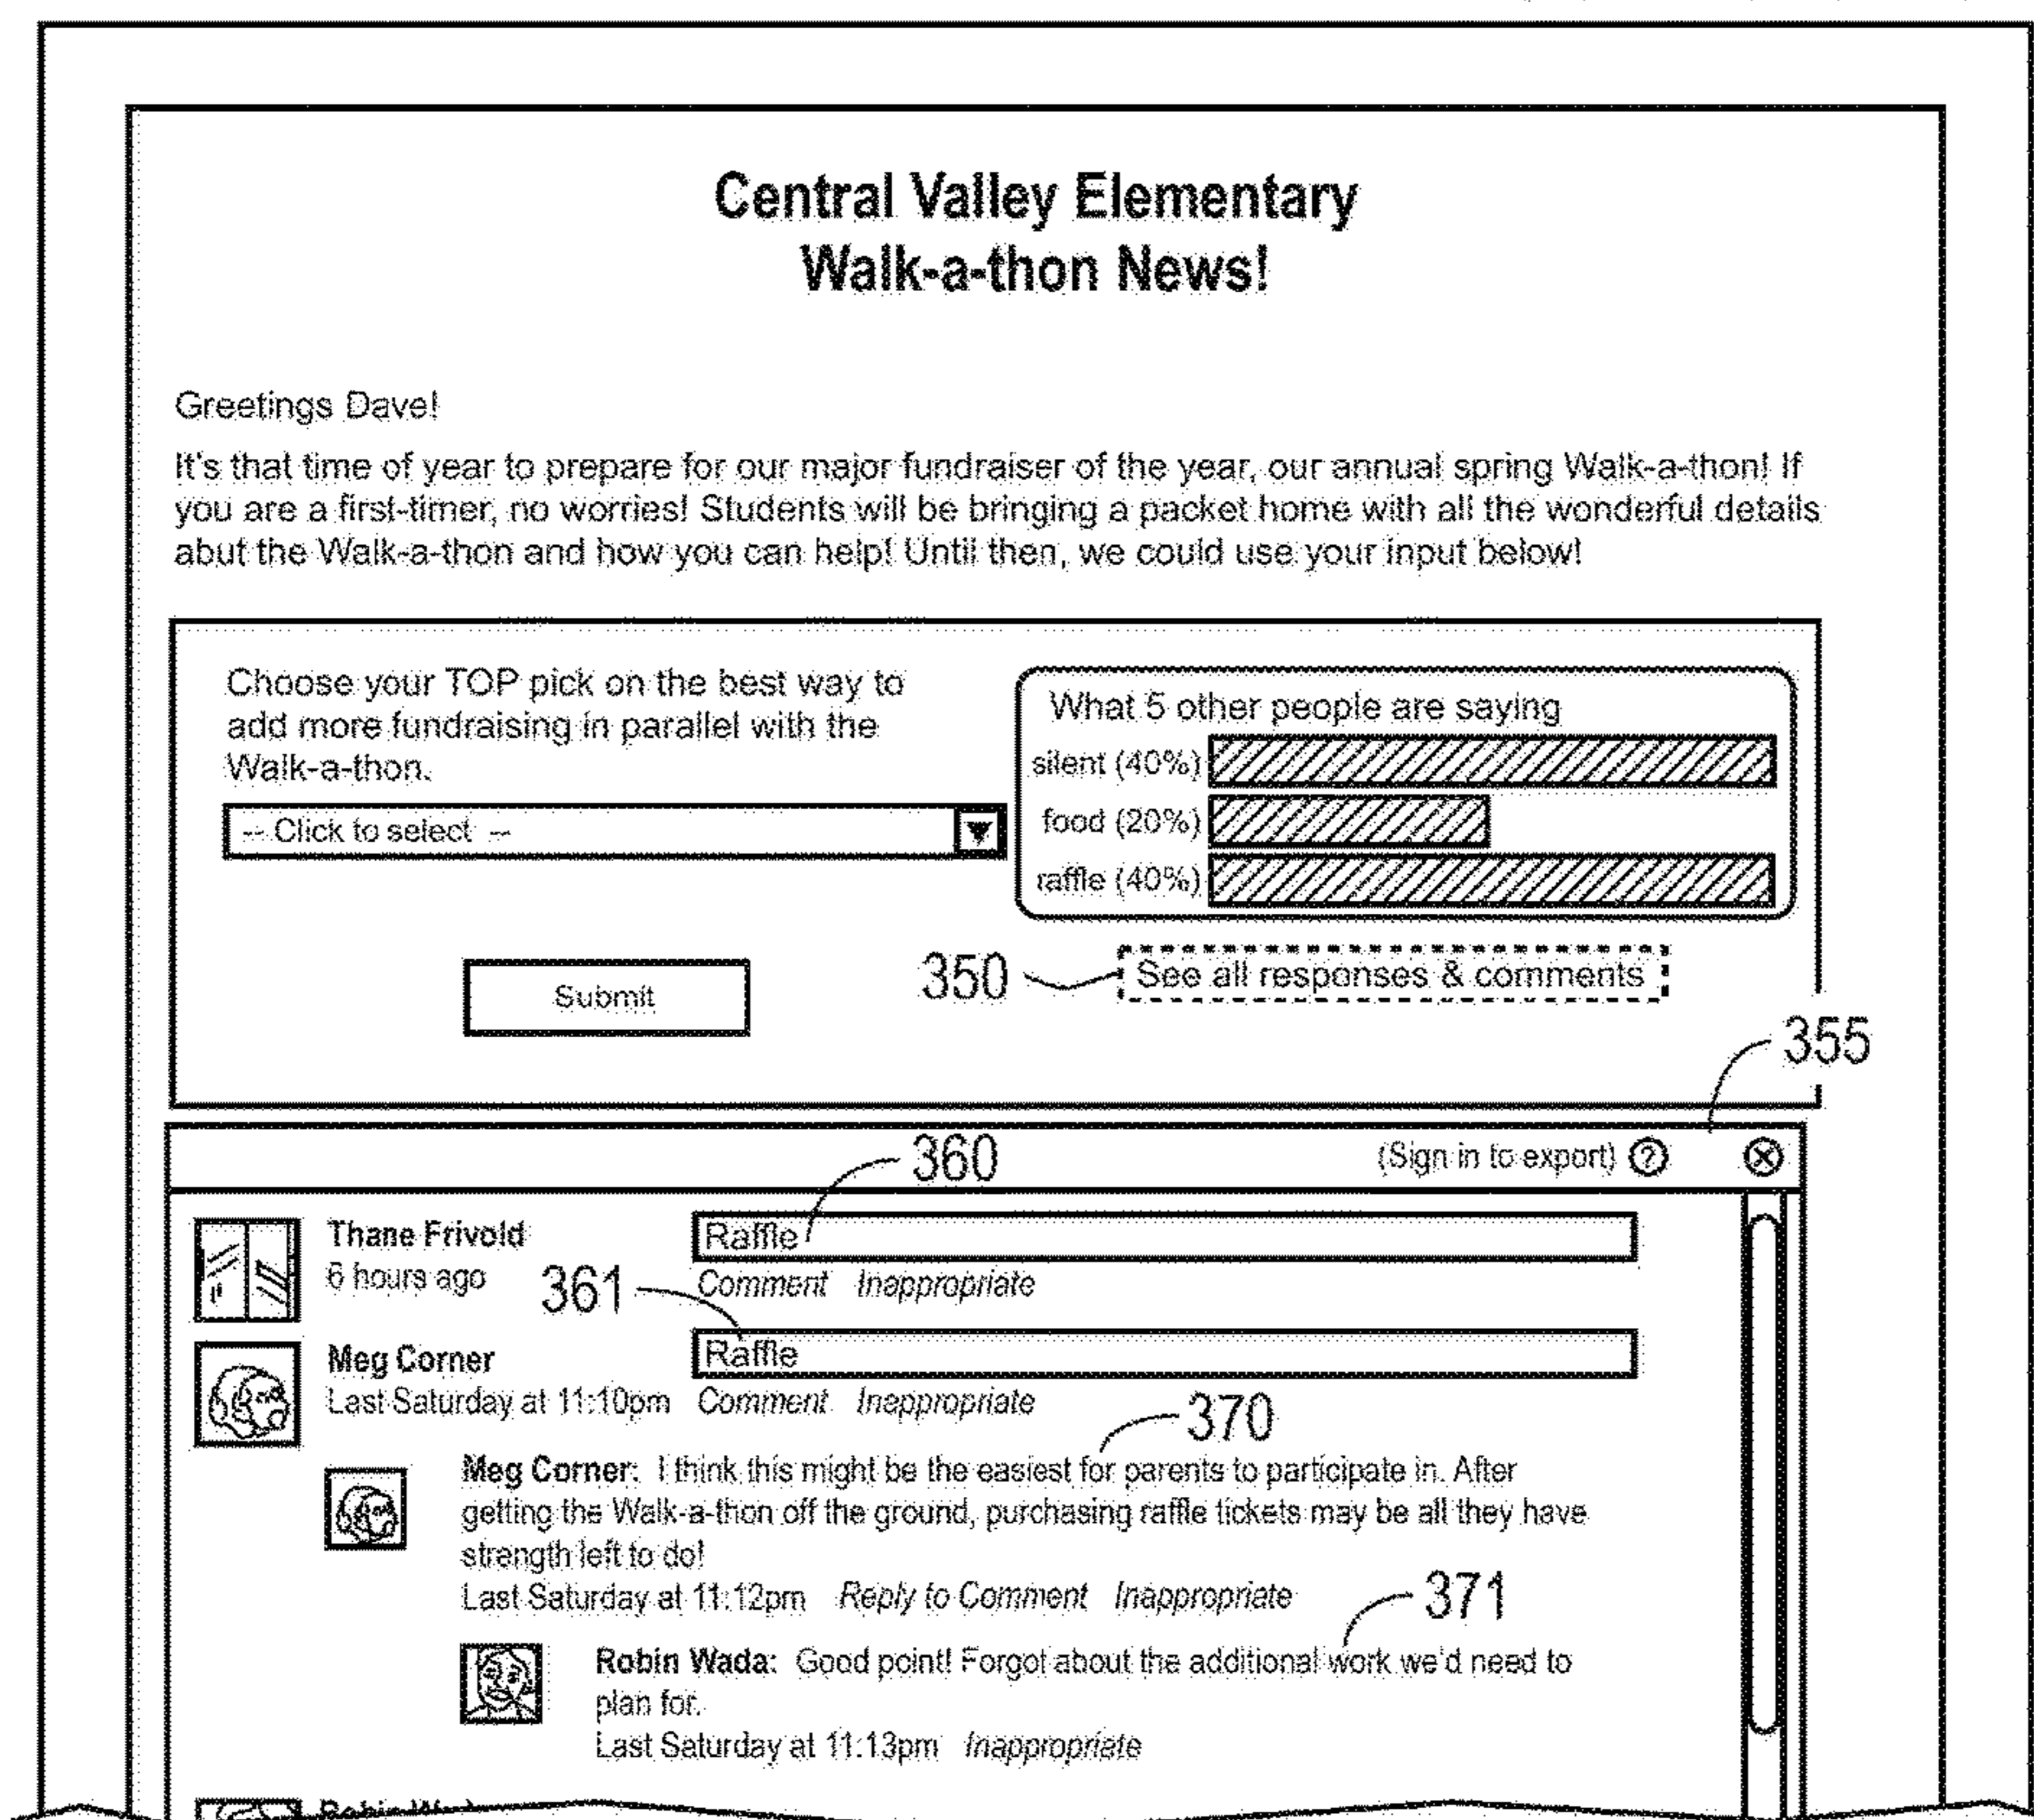 Central Valley Elementary
Walk-a-thon News!
Greetings Dave!
It's that time of year to prepare for our major fundraiser of the year, our annual spring Walk-a-thon! If
you are a first-timer, no worries! Students will be bringing a packet home with all the wonderful details
abut the Walk-a-thon and how you can help! Until then, we could use your input below!
Choose your TOP pick on the best way to
add more fundraising in parallel with the
Walk-a-thon.
-- Click to select --
Submit
What 5 other people are saying
silent (40%)
food (20%)
raffle (40%)
350
See all responses & comments
355
360
(Sign in to export) ?
Thane Frivold
6 hours ago
Raffle
Comment Inappropriate
361
Meg Corner
Last Saturday at 11:10pm
Raffle
Comment Inappropriate
370
Meg Corner: I think this might be the easiest for parents to participate in. After
getting the Walk-a-thon off the ground, purchasing raffle tickets may be all they have
strength left to do!
Last Saturday at 11:12pm Reply to Comment Inappropriate
371
Robin Wada: Good point! Forgot about the additional work we'd need to
plan for.
Last Saturday at 11:13pm Inappropriate